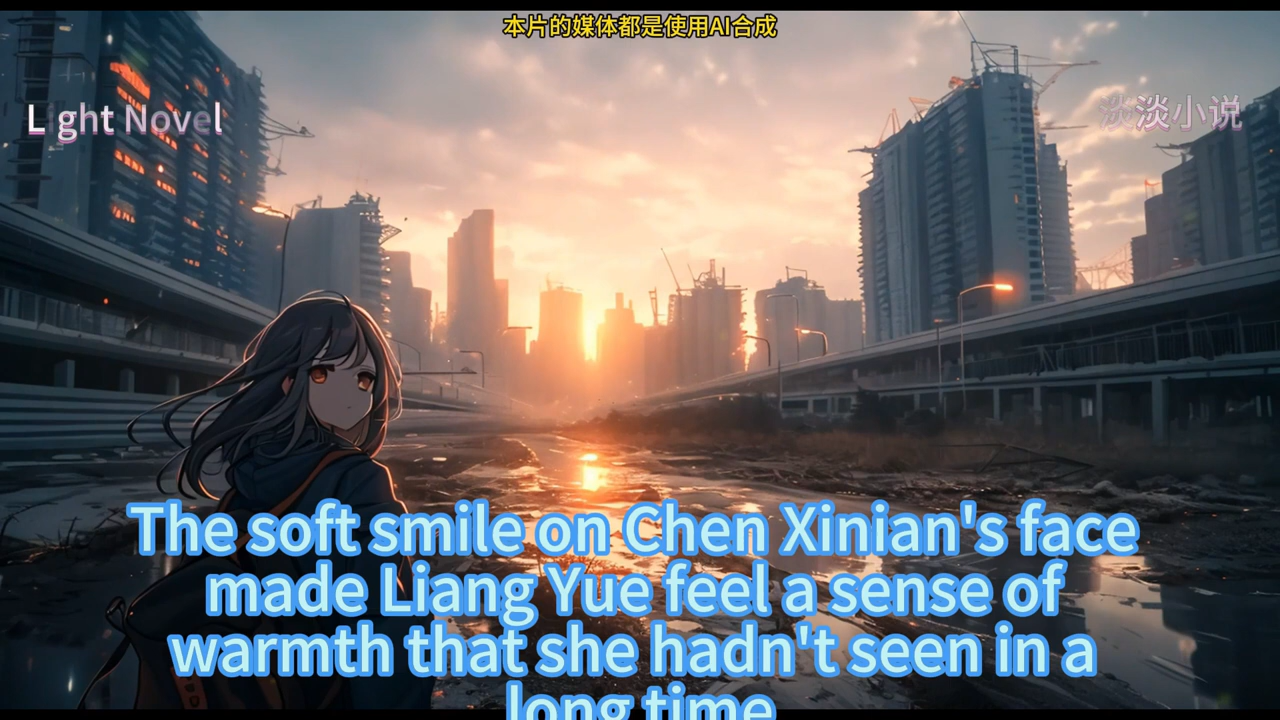 本片的媒体都是使用AI合成
Light Novel
淡淡小说
The soft smile on Chen Xinian's face
made Liang Yue feel a sense of
warmth that she hadn't seen in a
long time